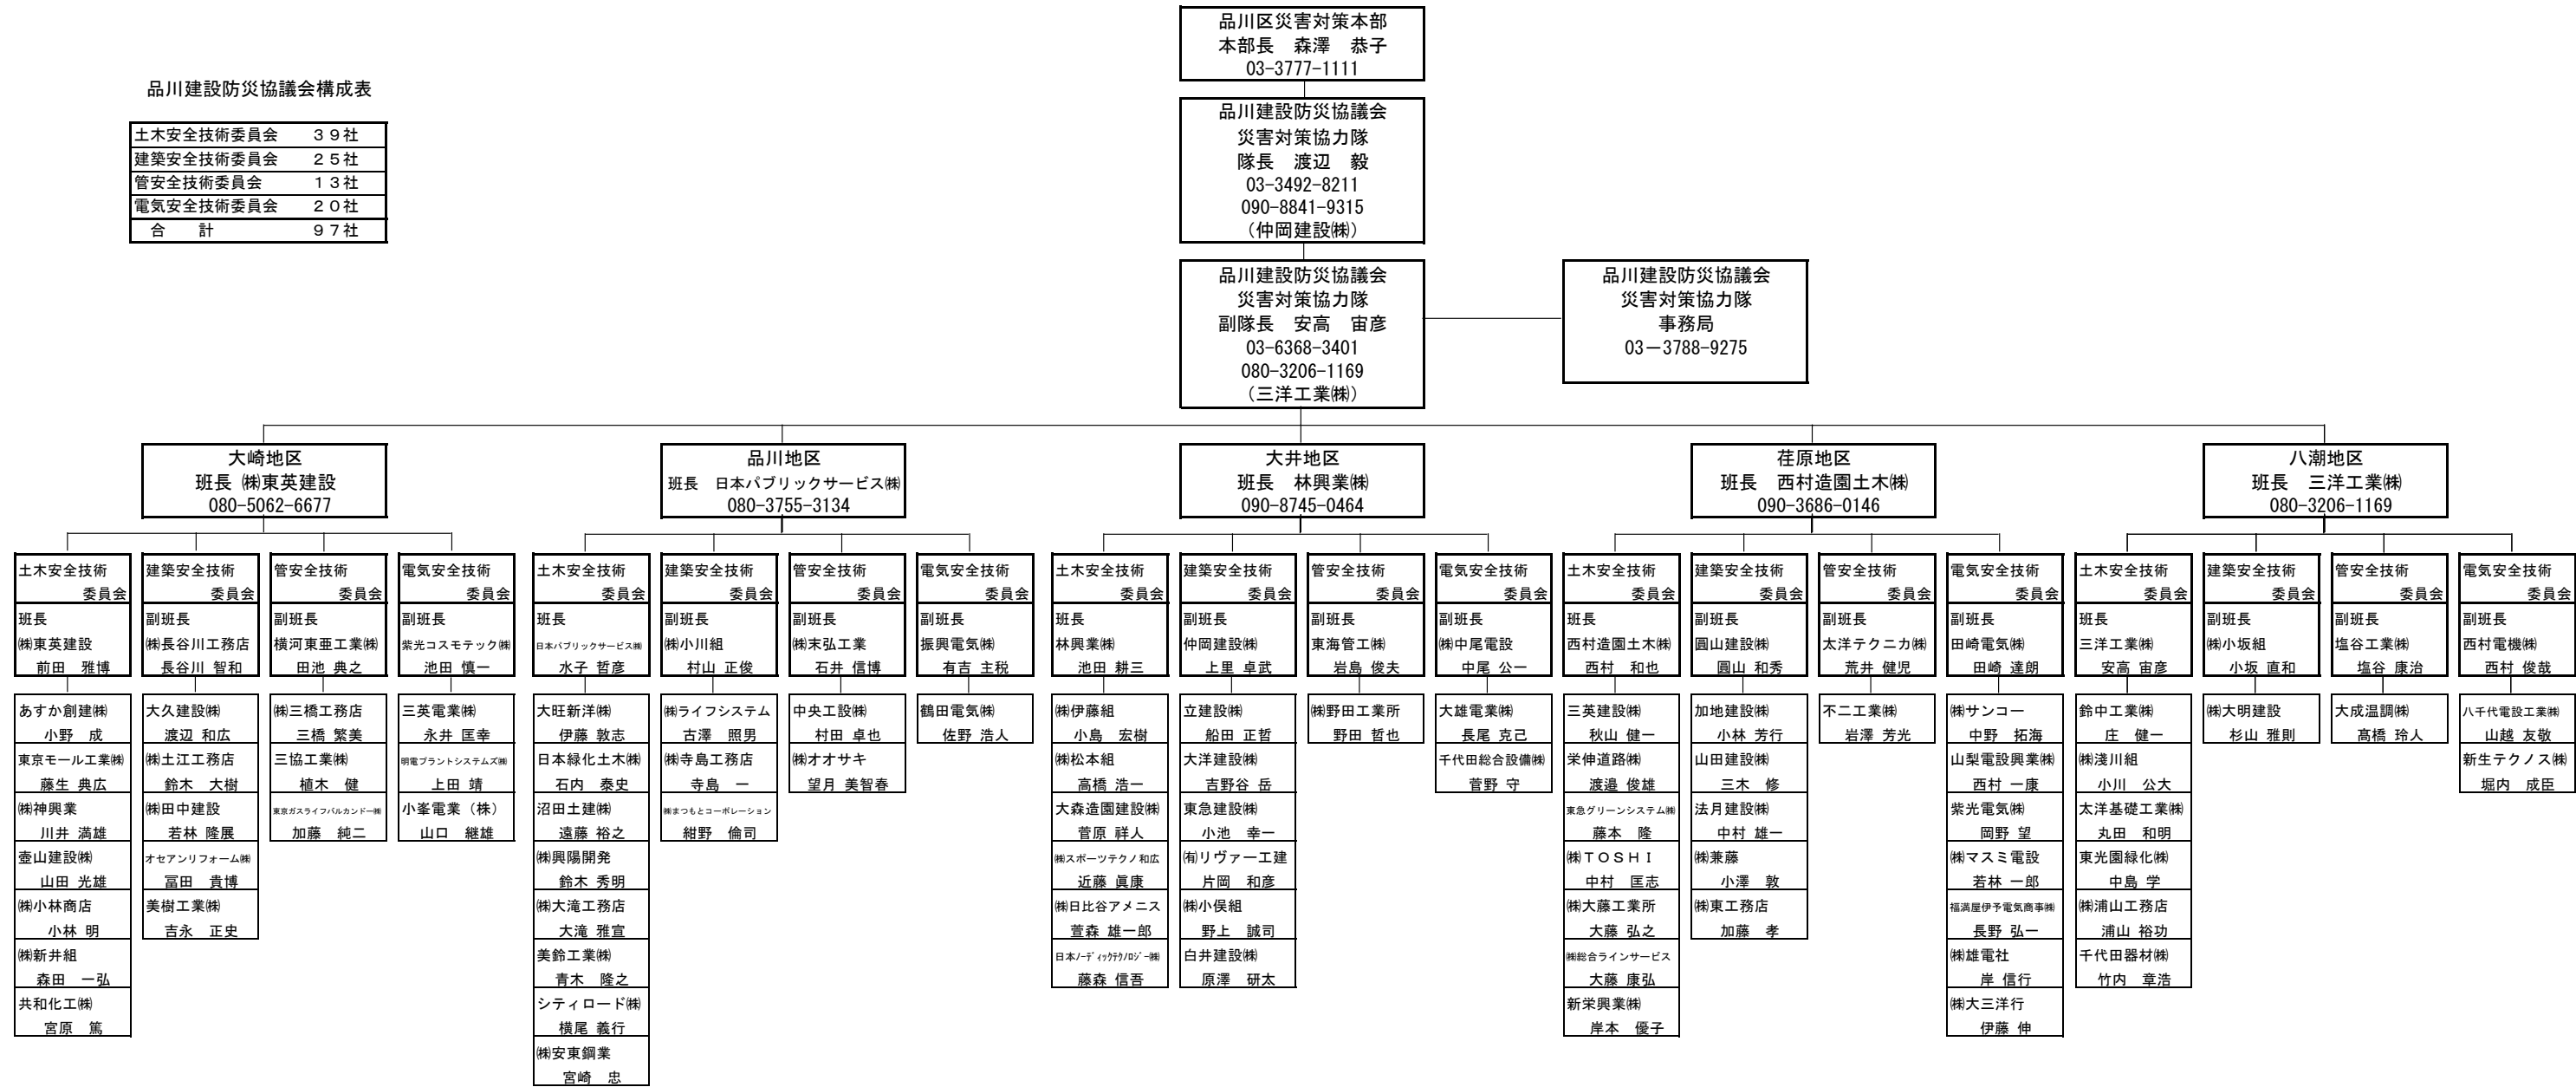 品川区災害対策本部
本部長　森澤　恭子
03-3777-1111
品川建設防災協議会構成表
土木安全技術委員会　３９社
建築安全技術委員会　２５社
管安全技術委員会　１３社
電気安全技術委員会　２０社
合　計　９７社
品川建設防災協議会
災害対策協力隊
隊長　渡辺　毅
03-3492-8211
090-8841-9315
（仲岡建設㈱）
品川建設防災協議会
災害対策協力隊
副隊長　安高　宙彦
03-6368-3401
080-3206-1169
（三洋工業㈱）
品川建設防災協議会
災害対策協力隊
事務局
03－3788-9275
大崎地区
班長 ㈱東英建設
080-5062-6677
品川地区
班長　日本パブリックサービス㈱
080-3755-3134
大井地区
班長　林興業㈱
090-8745-0464
荏原地区
班長　西村造園土木㈱
090-3686-0146
八潮地区
班長　三洋工業㈱
080-3206-1169
土木安全技術
委員会
班長
㈱東英建設
前田　雅博
あすか創建㈱
小野　成
東京モール工業㈱
藤生 典広
㈱神興業
川井 満雄
壺山建設㈱
山田 光雄
㈱小林商店
小林 明
㈱新井組
森田　一弘
共和化工㈱
宮原　篤
建築安全技術
委員会
副班長
㈱長谷川工務店
長谷川 智和
大久建設㈱
渡辺 和広
㈱土江工務店
鈴木　大樹
㈱田中建設
若林 隆展
オセアンリフォーム㈱
冨田　貴博
美樹工業㈱
吉永　正史
管安全技術
委員会
副班長
横河東亜工業㈱
田池 典之
㈱三橋工務店
三橋 繁美
三協工業㈱
植木　健
東京ガスライフバルカンドー㈱
加藤　純二
電気安全技術
委員会
副班長
紫光コスモテック㈱
池田 慎一
三英電業㈱
永井 匡幸
明電プラントシステムズ㈱
上田 靖
小峯電業（株）
山口　継雄
土木安全技術
委員会
班長
日本パブリックサービス㈱
水子 哲彦
大旺新洋㈱
伊藤 敦志
日本緑化土木㈱
石内　泰史
沼田土建㈱
遠藤 裕之
㈱興陽開発
鈴木 秀明
㈱大滝工務店
大滝 雅宣
美鈴工業㈱
青木　隆之
シティロード㈱
横尾 義行
㈱安東鋼業
宮崎　忠
建築安全技術
委員会
副班長
㈱小川組
村山 正俊
㈱ライフシステム
古澤　照男
㈱寺島工務店
寺島　一
㈱まつもとコーポレーション
紺野　倫司
管安全技術
委員会
副班長
㈱末弘工業
石井 信博
中央工設㈱
村田 卓也
㈱オオサキ
望月 美智春
電気安全技術
委員会
副班長
振興電気㈱
有吉 主税
鶴田電気㈱
佐野 浩人
土木安全技術
委員会
班長
林興業㈱
池田 耕三
㈱伊藤組
小島　宏樹
㈱松本組
高橋 浩一
大森造園建設㈱
菅原 祥人
㈱スポーツテクノ和広
近藤 眞康
㈱日比谷アメニス
萱森 雄一郎
日本ﾉｰﾃﾞｨｯｸﾃｸﾉﾛｼﾞｰ㈱
藤森 信吾
建築安全技術
委員会
副班長
仲岡建設㈱
上里 卓武
立建設㈱
船田 正哲
大洋建設㈱
吉野谷 岳
東急建設㈱
小池　幸一
㈲リヴァー工建
片岡　和彦
㈱小俣組
野上　誠司
白井建設㈱
原澤　研太
管安全技術
委員会
副班長
東海管工㈱
岩島 俊夫
㈱野田工業所
野田 哲也
電気安全技術
委員会
副班長
㈱中尾電設
中尾 公一
大雄電業㈱
長尾 克己
千代田総合設備㈱
菅野 守
土木安全技術
委員会
班長
西村造園土木㈱
西村　和也
三英建設㈱
秋山 健一
栄伸道路㈱
渡邉 俊雄
東急グリーンシステム㈱
藤本　隆
㈱ＴＯＳＨＩ
中村　匡志
㈱大藤工業所
大藤 弘之
㈱総合ラインサービス
大藤 康弘
新栄興業㈱
岸本　優子
建築安全技術
委員会
副班長
圓山建設㈱
圓山 和秀
加地建設㈱
小林 芳行
山田建設㈱
三木　修
法月建設㈱
中村 雄一
㈱兼藤
小澤　敦
㈱東工務店
加藤　孝
管安全技術
委員会
副班長
太洋テクニカ㈱
荒井 健児
不二工業㈱
岩澤 芳光
電気安全技術
委員会
副班長
田崎電気㈱
田崎 達朗
㈱サンコー
中野　拓海
山梨電設興業㈱
西村 一康
紫光電気㈱
岡野 望
㈱マスミ電設
若林 一郎
福満屋伊予電気商事㈱
長野 弘一
㈱雄電社
岸 信行
㈱大三洋行
伊藤 伸
土木安全技術
委員会
班長
三洋工業㈱
安高 宙彦
鈴中工業㈱
庄　健一
㈱淺川組
小川　公大
太洋基礎工業㈱
丸田　和明
東光園緑化㈱
中島 学
㈱浦山工務店
浦山 裕功
千代田器材㈱
竹内　章浩
建築安全技術
委員会
副班長
㈱小坂組
小坂 直和
㈱大明建設
杉山 雅則
管安全技術
委員会
副班長
塩谷工業㈱
塩谷 康治
大成温調㈱
髙橋 玲人
電気安全技術
委員会
副班長
西村電機㈱
西村 俊哉
八千代電設工業㈱
山越 友敬
新生テクノス㈱
堀内 成臣